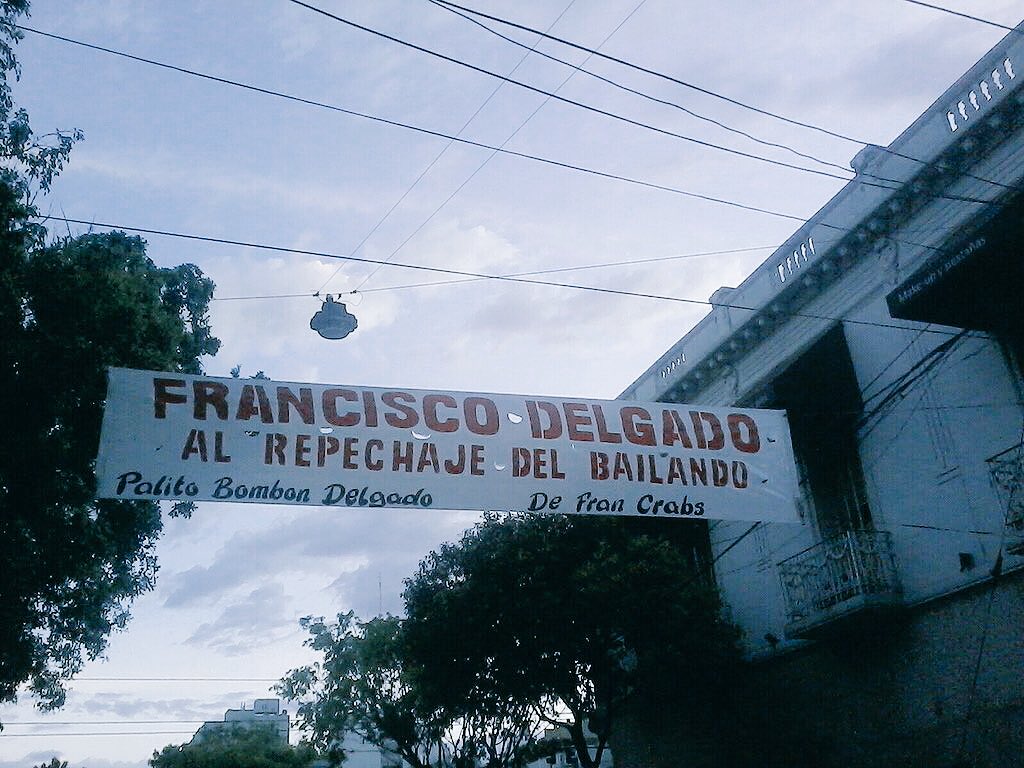 FRANCISCO DELGADO
AL REPECHAJE DEL BAILANDO
Palito Bombon Delgado De Fran Crabs